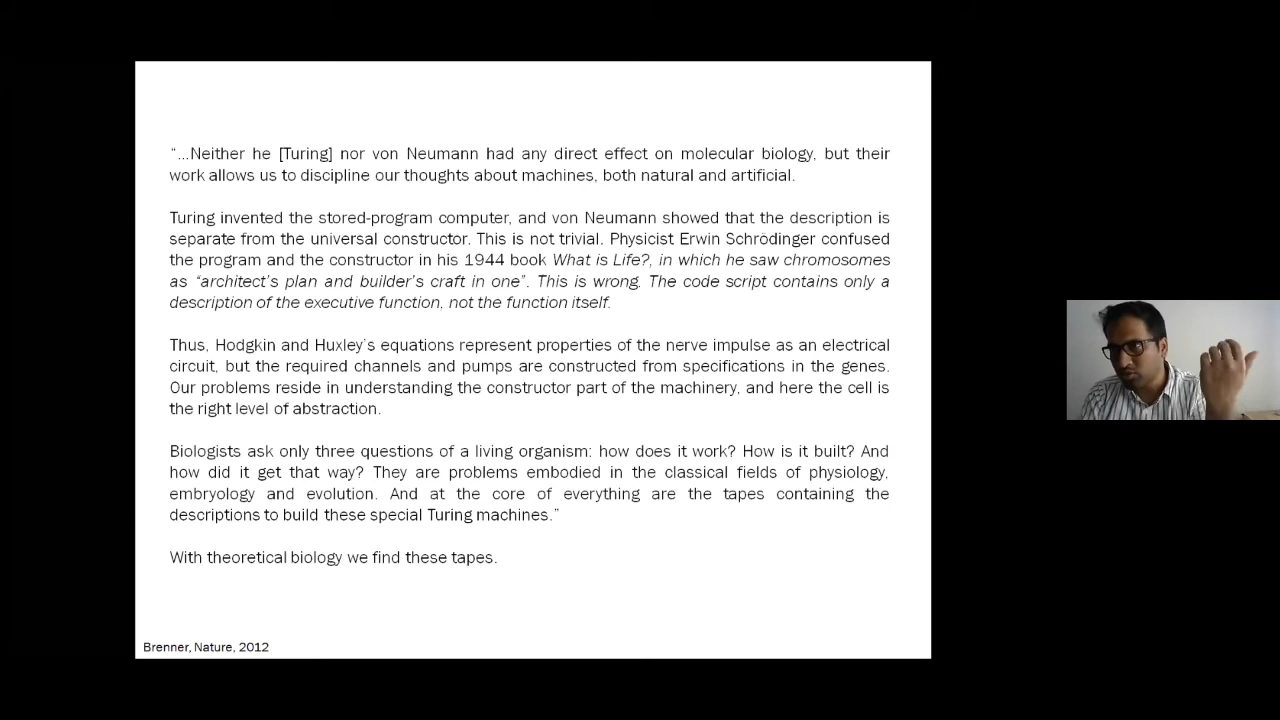 “...Neither he [Turing] nor von Neumann had any direct effect on molecular biology, but their
work allows us to discipline our thoughts about machines, both natural and artificial.
Turing invented the stored-program computer, and von Neumann showed that the description is
separate from the universal constructor. This is not trivial. Physicist Erwin Schrödinger confused
the program and the constructor in his 1944 book What is Life?, in which he saw chromosomes
as “architect's plan and builder's craft in one”. This is wrong. The code script contains only a
description of the executive function, not the function itself.
Thus, Hodgkin and Huxley's equations represent properties of the nerve impulse as an electrical
circuit, but the required channels and pumps are constructed from specifications in the genes.
Our problems reside in understanding the constructor part of the machinery, and here the cell is
the right level of abstraction.
Biologists ask only three questions of a living organism: how does it work? How is it built? And
how did it get that way? They are problems embodied in the classical fields of physiology,
embryology and evolution. And at the core of everything are the tapes containing the
descriptions to build these special Turing machines.”
With theoretical biology we find these tapes.
Brenner, Nature, 2012